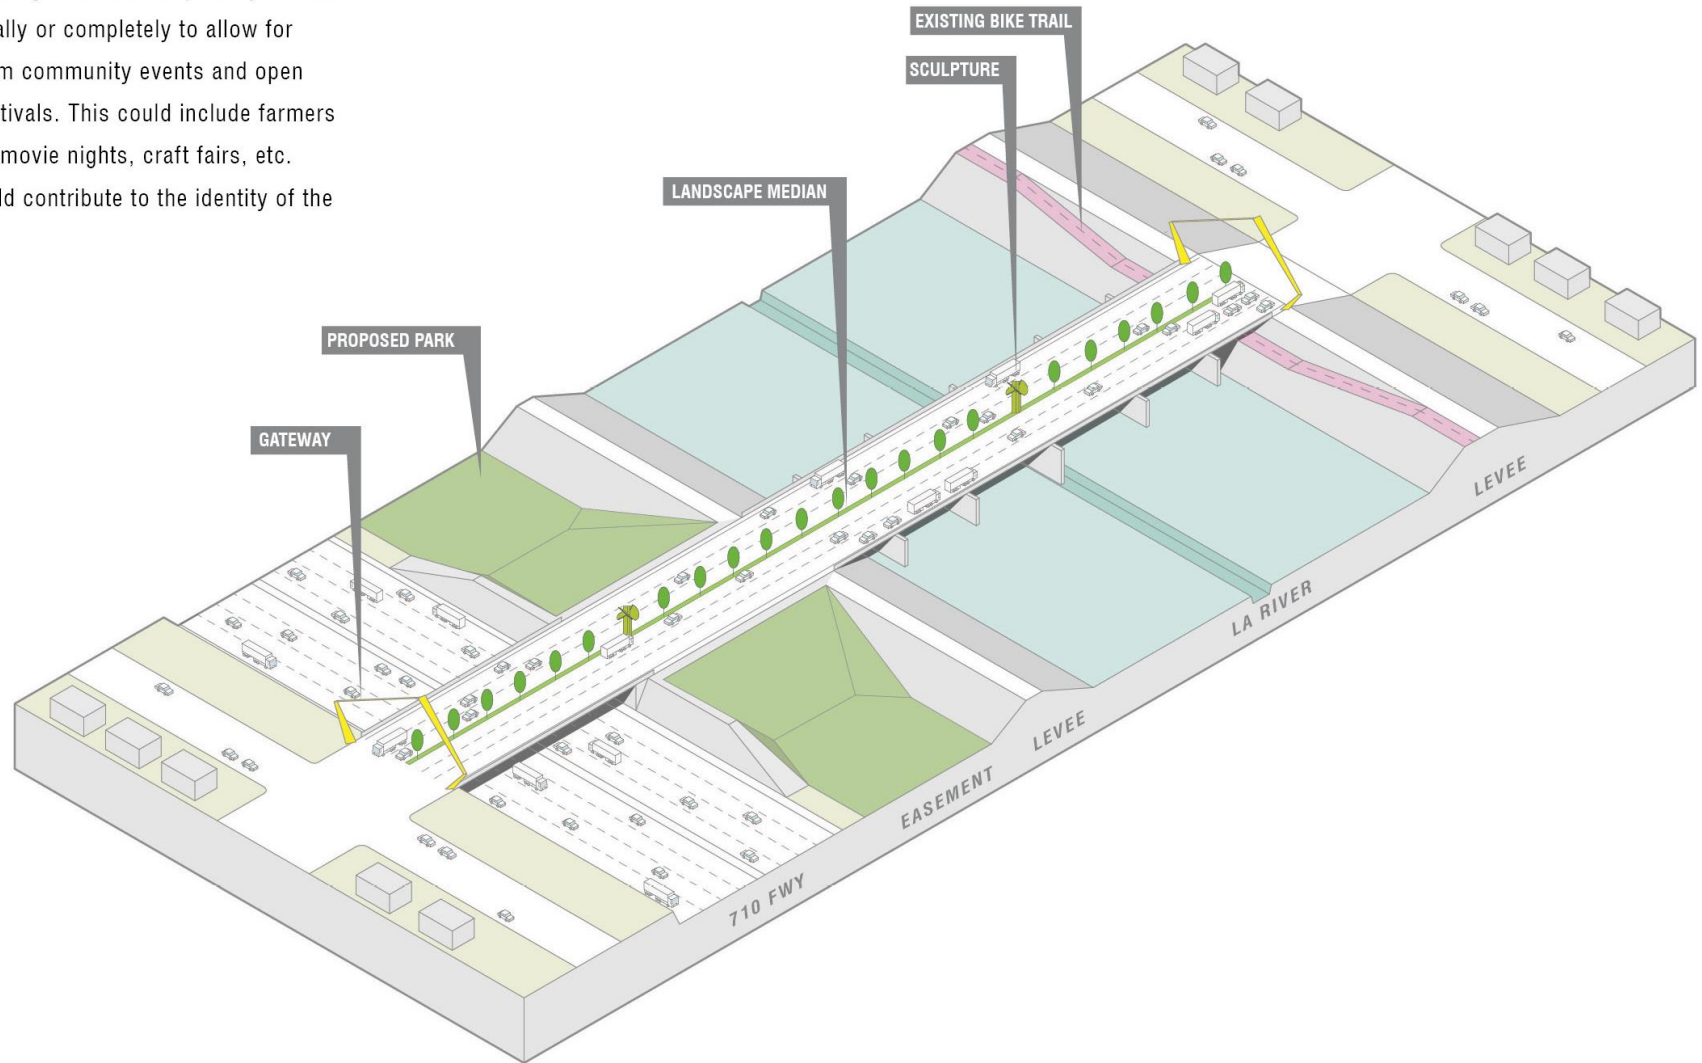 ally or completely to allow for
m community events and open
tivals. This could include farmers
movie nights, craft fairs, etc.
ld contribute to the identity of the
EXISTING BIKE TRAIL
SCULPTURE
LANDSCAPE MEDIAN
PROPOSED PARK
GATEWAY
LEVEE
LA RIVER
LEVEE
EASEMENT
710 FWY